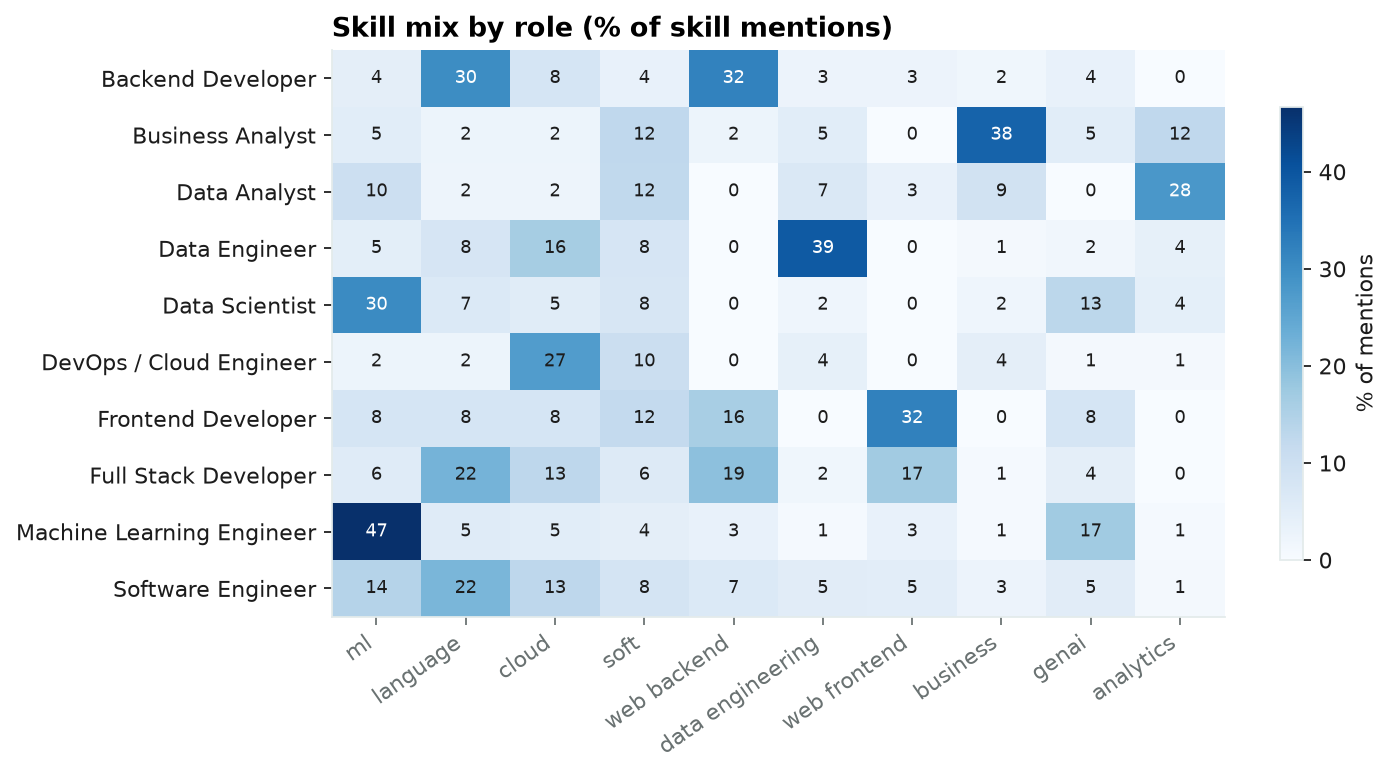 Skill mix by role (% of skill mentions)
Backend Developer 4 30 8 4 32 3 3 2 4 0
Business Analyst 5 2 2 12 2 5 0 38 5 12
Data Analyst 10 2 2 12 0 7 3 9 0 28
Data Engineer 5 8 16 8 0 39 0 1 2 4
Data Scientist 30 7 5 8 0 2 0 2 13 4
DevOps / Cloud Engineer 2 2 27 10 0 4 0 4 1 1
Frontend Developer 8 8 8 12 16 0 32 0 8 0
Full Stack Developer 6 22 13 6 19 2 17 1 4 0
Machine Learning Engineer 47 5 5 4 3 1 3 1 17 1
Software Engineer 14 22 13 8 7 5 5 3 5 1
ml
language
cloud
soft
web backend
data engineering
web frontend
business
genai
analytics
40
30
20
10
0
% of mentions